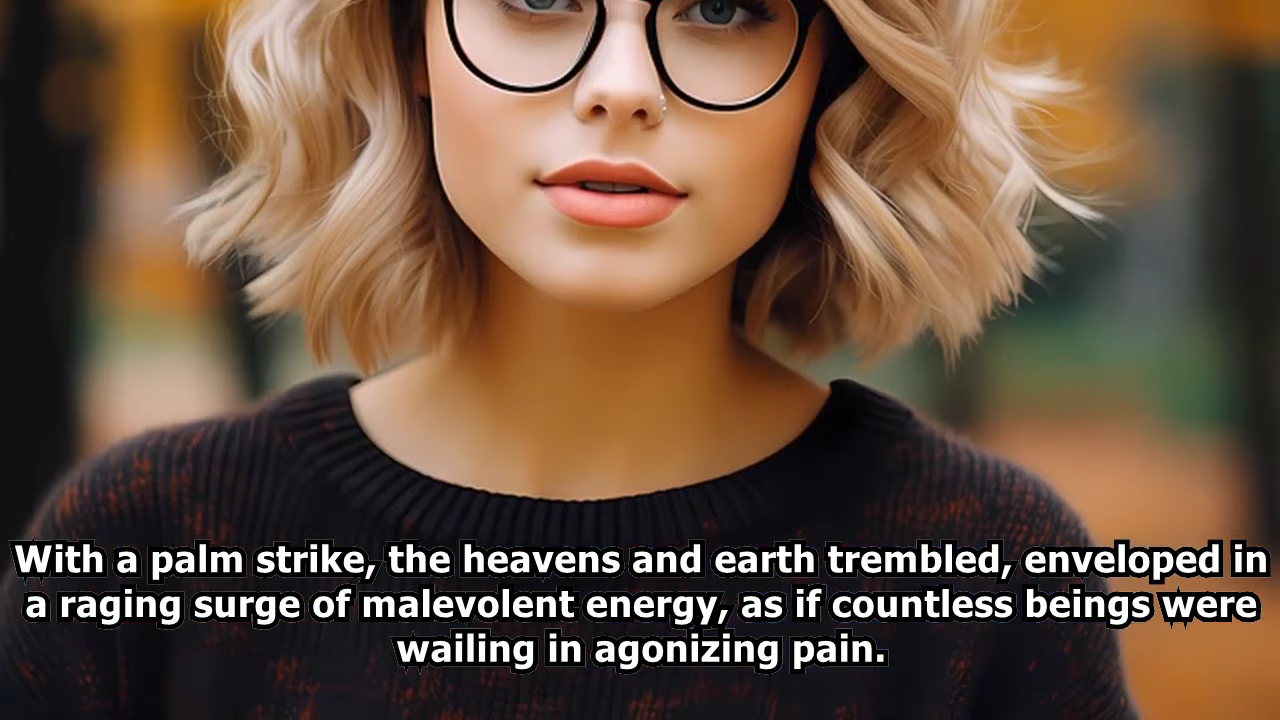 With a palm strike, the heavens and earth trembled, enveloped in
a raging surge of malevolent energy, as if countless beings were
wailing in agonizing pain.